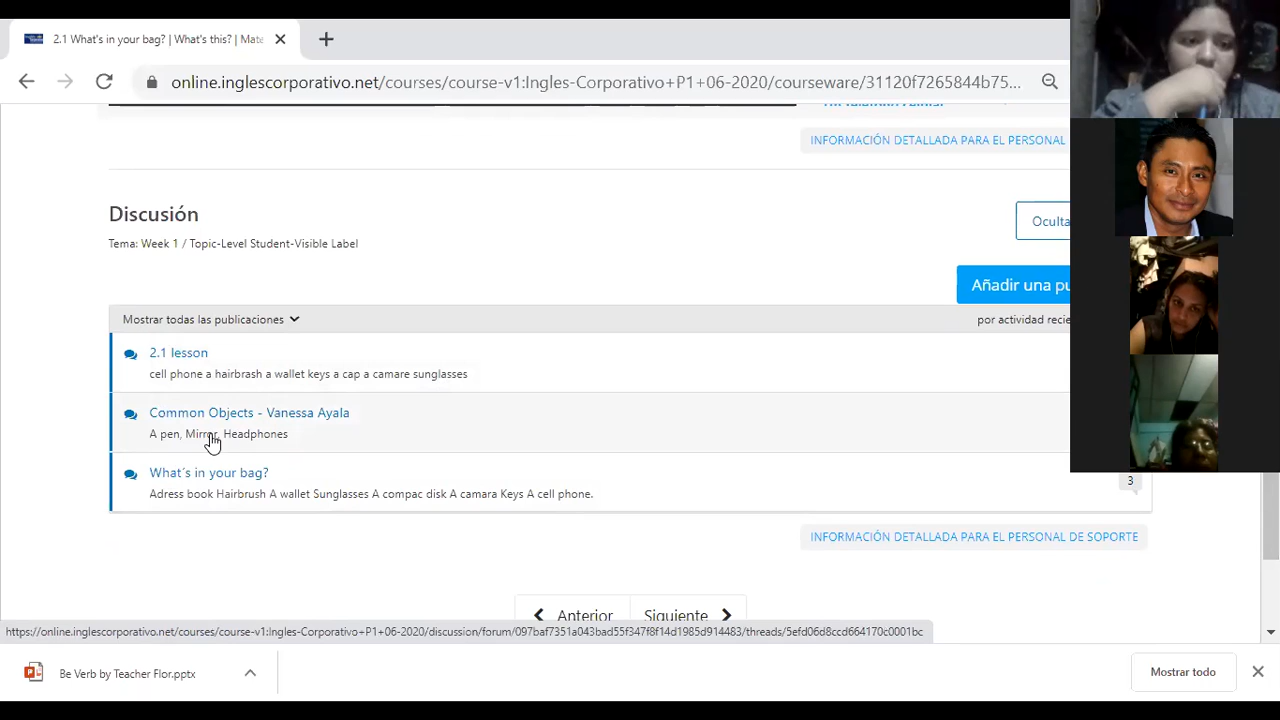 2.1 What's in your bag? | What's this? | Mate
online.inglescorporativo.net/courses/course-v1:Ingles-Corporativo+P1+06-2020/courseware/31120f7265844b75...
INFORMACIÓN DETALLADA PARA EL PERSONAL
Discusión
Oculta
Tema: Week 1 / Topic-Level Student-Visible Label
Añadir una pu
Mostrar todas las publicaciones
por actividad recie
2.1 lesson
cell phone a hairbrash a wallet keys a cap a camare sunglasses
Common Objects - Vanessa Ayala
A pen, Mirror, Headphones
What´s in your bag?
3
Adress book Hairbrush A wallet Sunglasses A compac disk A camara Keys A cell phone.
INFORMACIÓN DETALLADA PARA EL PERSONAL DE SOPORTE
Anterior
Siguiente
https://online.inglescorporativo.net/courses/course-v1:Ingles-Corporativo+P1+06-2020/discussion/forum/097baf7351a043bad55f347f8f14d1985d914483/threads/5efd06d8ccd664170c0001bc
Be Verb by Teacher Flor.pptx
Mostrar todo